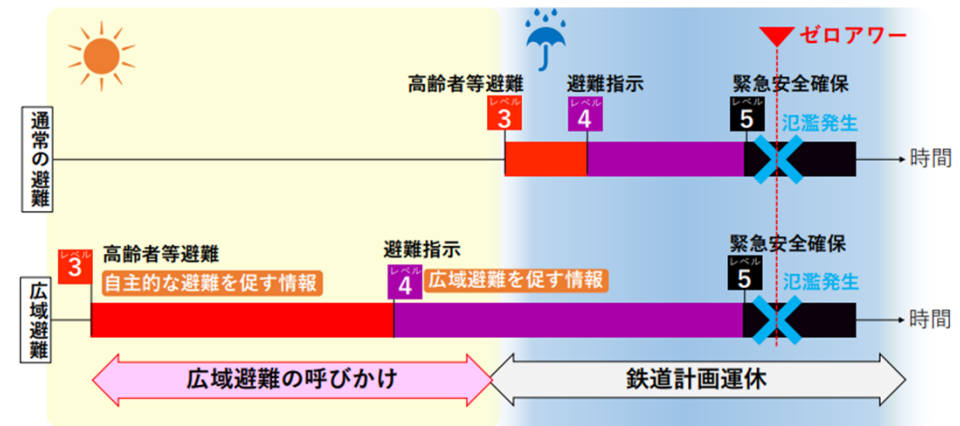 ゼロアワー
高齢者等避難
避難指示
緊急安全確保
レベル
3
レベル
4
レベル
5
氾濫発生
通常の避難
時間
高齢者等避難
避難指示
緊急安全確保
レベル
3
自主的な避難を促す情報
レベル
4
広域避難を促す情報
レベル
5
氾濫発生
広域避難
時間
広域避難の呼びかけ
鉄道計画運休